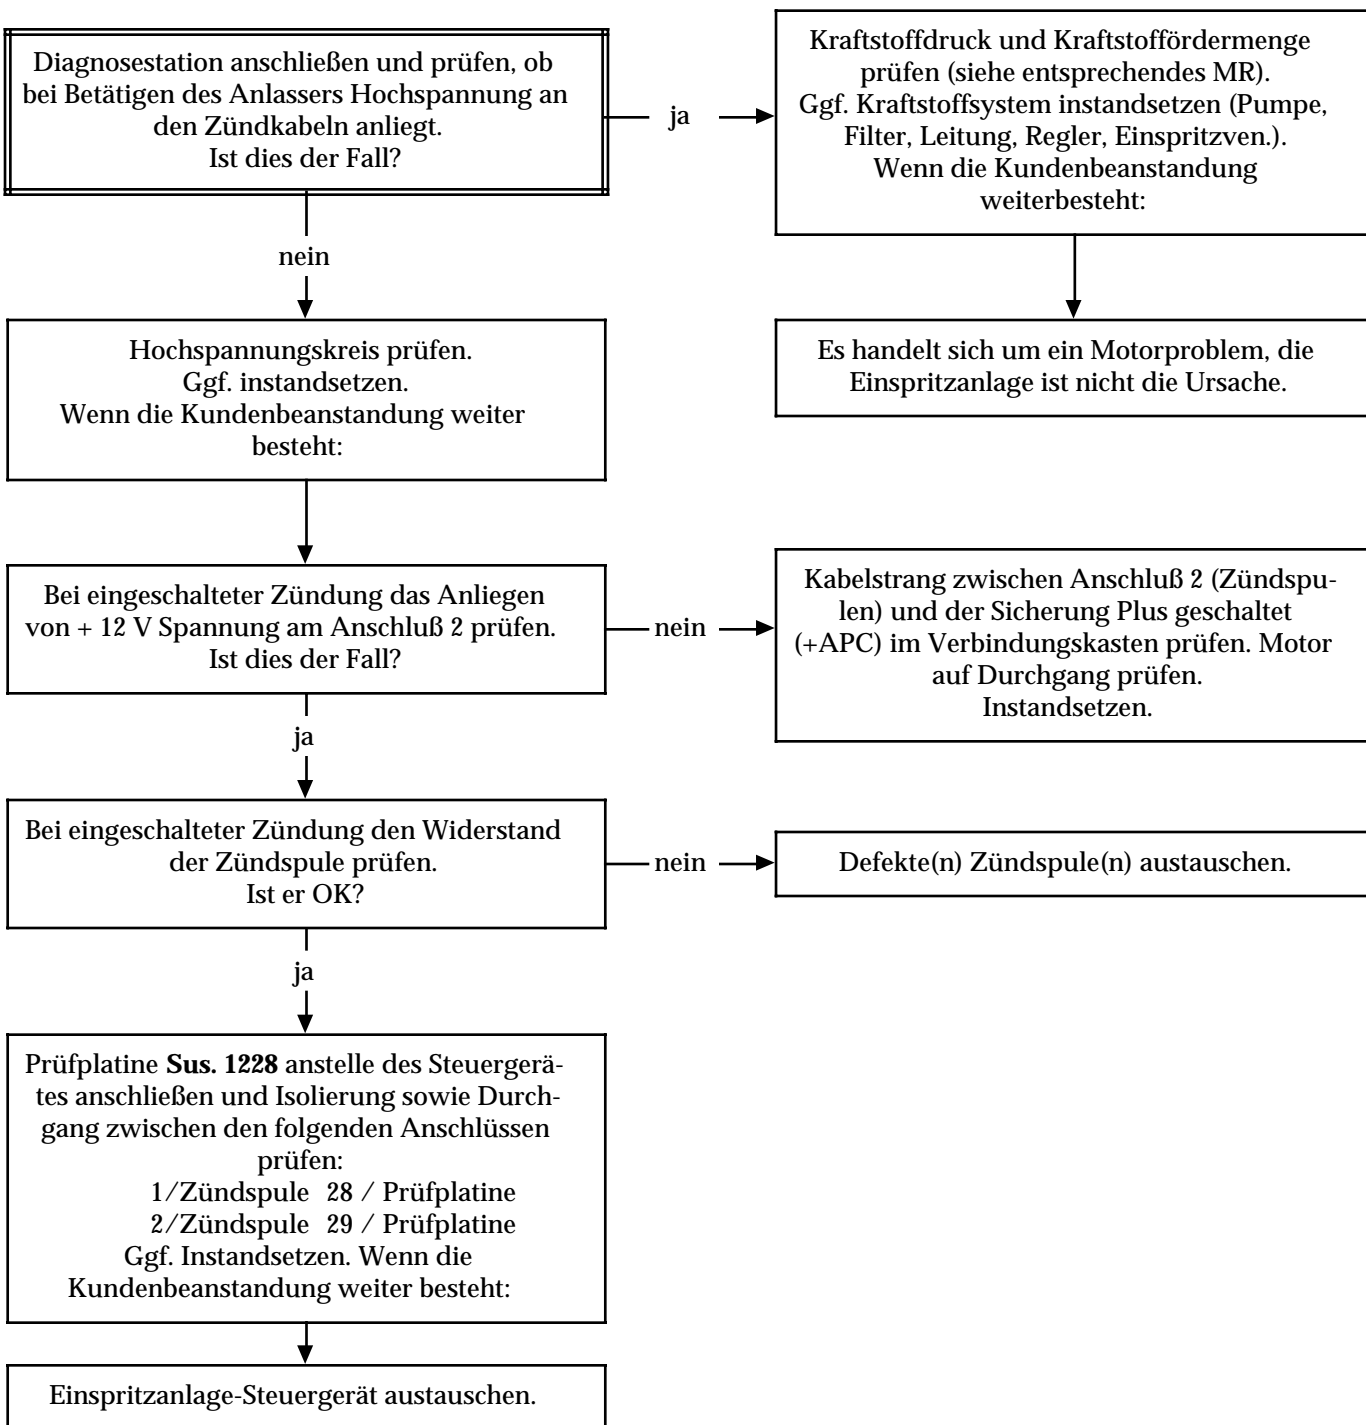 Diagnosestation anschließen und prüfen, ob
bei Betätigen des Anlassers Hochspannung an
den Zündkabeln anliegt.
Ist dies der Fall?
ja
Kraftstoffdruck und Kraftstoffördermenge
prüfen (siehe entsprechendes MR).
Ggf. Kraftstoffsystem instandsetzen (Pumpe,
Filter, Leitung, Regler, Einspritzven.).
Wenn die Kundenbeanstandung
weiterbesteht:
nein
Hochspannungskreis prüfen.
Ggf. instandsetzen.
Wenn die Kundenbeanstandung weiter
besteht:
Es handelt sich um ein Motorproblem, die
Einspritzanlage ist nicht die Ursache.
Bei eingeschalteter Zündung das Anliegen
von + 12 V Spannung am Anschluß 2 prüfen.
Ist dies der Fall?
nein
Kabelstrang zwischen Anschluß 2 (Zündspu-
len) und der Sicherung Plus geschaltet
(+APC) im Verbindungskasten prüfen. Motor
auf Durchgang prüfen.
Instandsetzen.
ja
Bei eingeschalteter Zündung den Widerstand
der Zündspule prüfen.
Ist er OK?
nein
Defekte(n) Zündspule(n) austauschen.
ja
Prüfplatine Sus. 1228 anstelle des Steuergerä-
tes anschließen und Isolierung sowie Durch-
gang zwischen den folgenden Anschlüssen
prüfen:
1/Zündspule 28 / Prüfplatine
2/Zündspule 29 / Prüfplatine
Ggf. Instandsetzen. Wenn die
Kundenbeanstandung weiter besteht:
Einspritzanlage-Steuergerät austauschen.